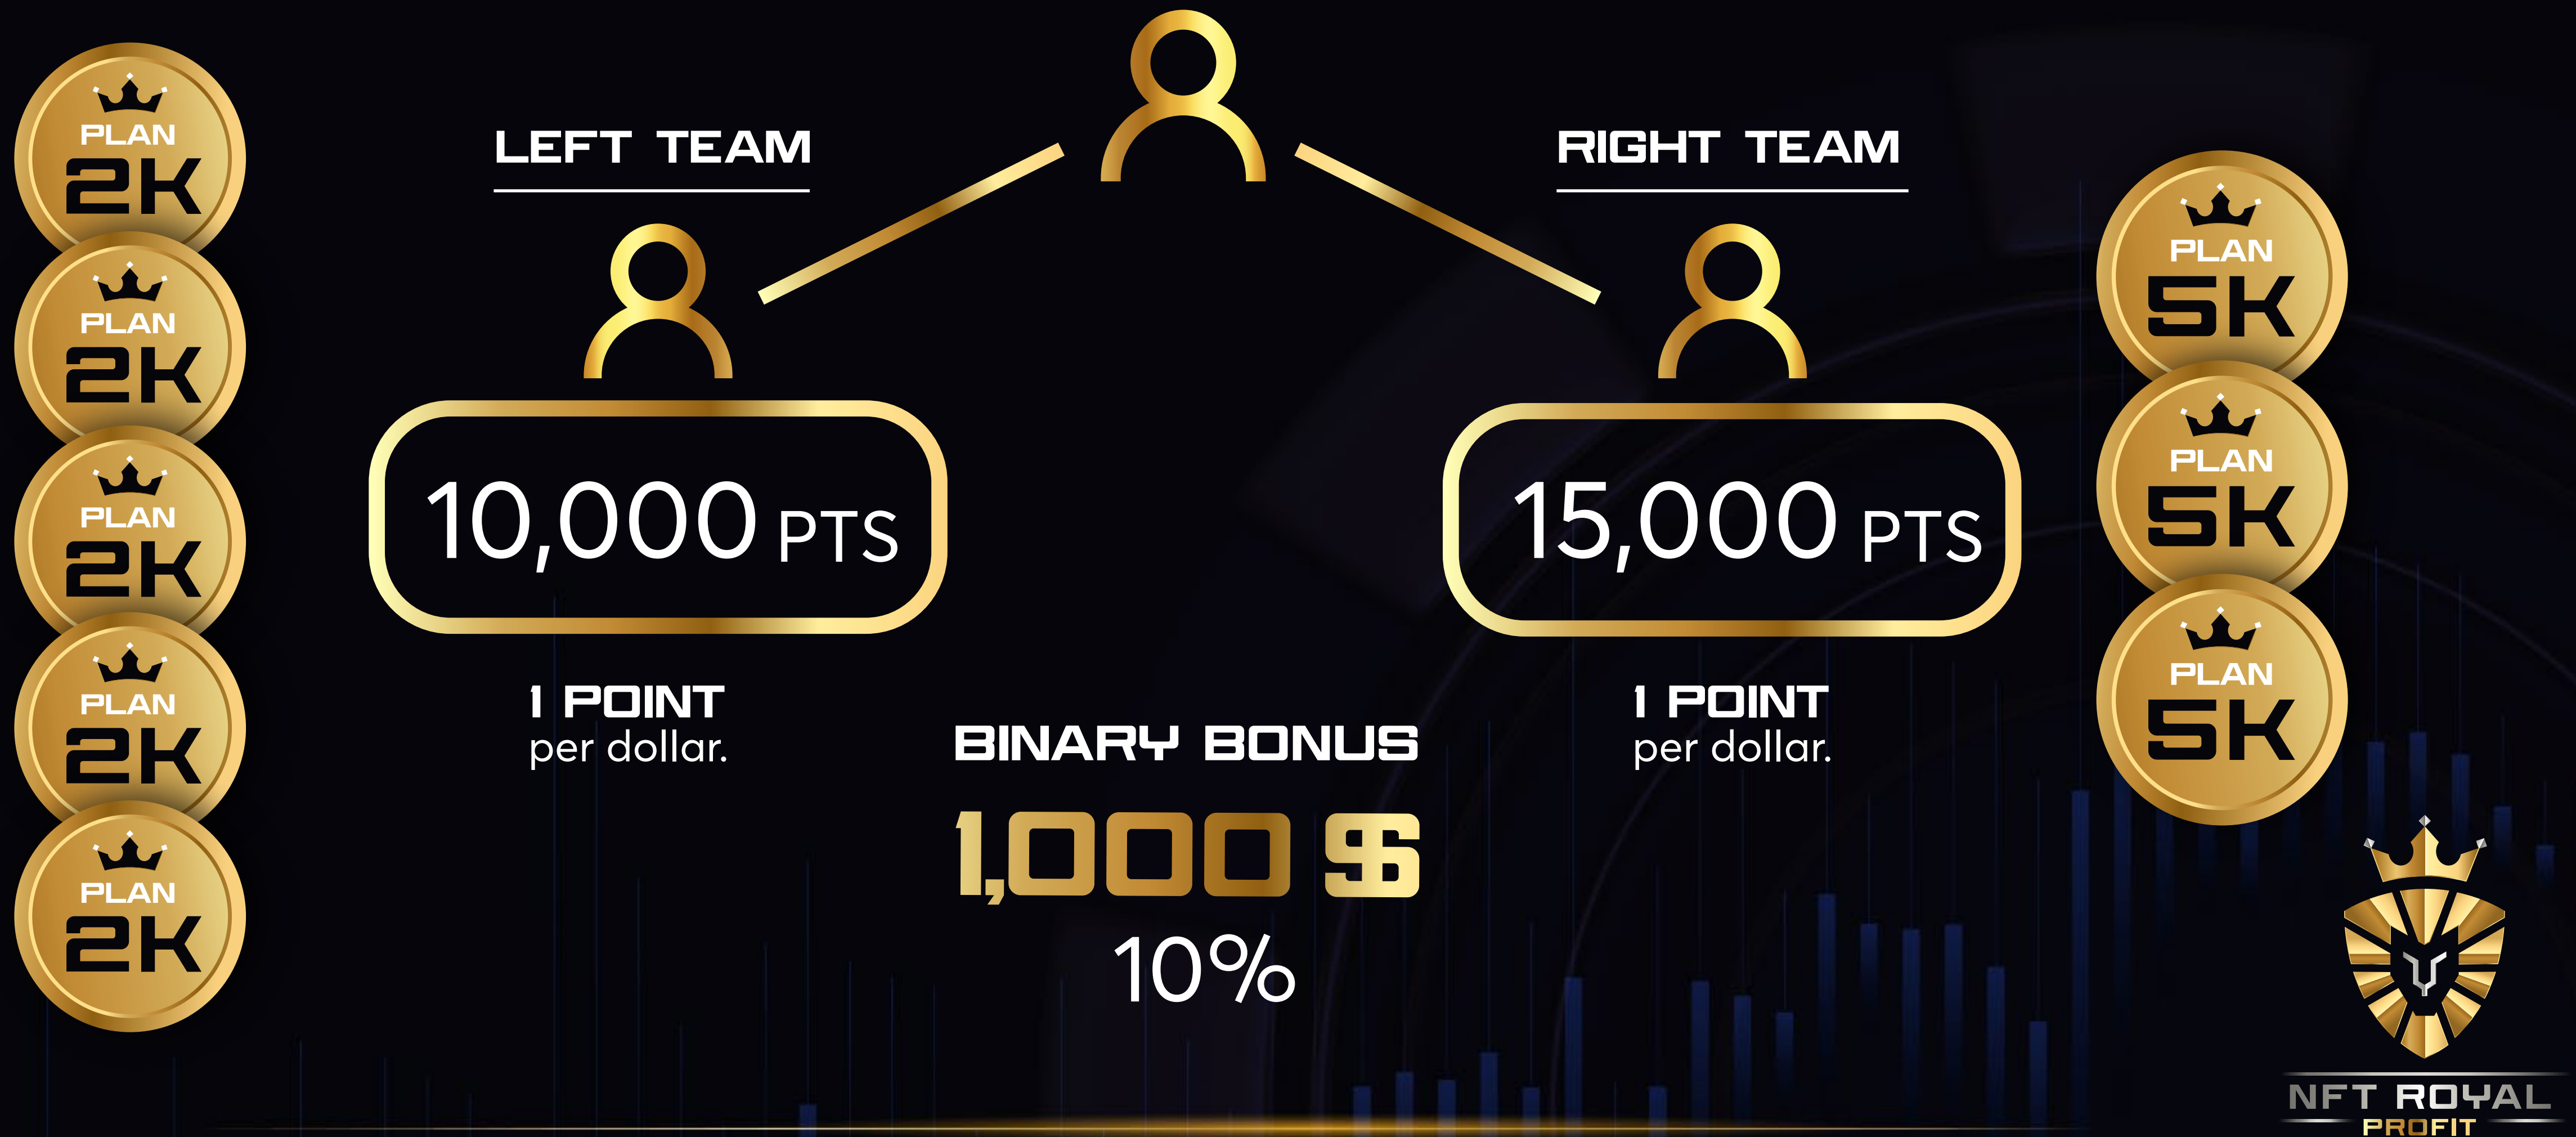 PLAN
2K
PLAN
2K
PLAN
2K
PLAN
2K
PLAN
2K
LEFT TEAM
10,000 PTS
1 POINT
per dollar.
BINARY BONUS
1,000 $
10%
RIGHT TEAM
15,000 PTS
1 POINT
per dollar.
PLAN
5K
PLAN
5K
PLAN
5K
NFT ROYAL
PROFIT